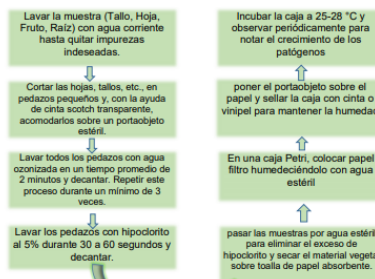 Lavar la muestra (Tallo, Hoja,
Fruto, Raíz) con agua corriente
hasta quitar impurezas
indeseadas.
Cortar las hojas, tallos, etc., en
pedazos pequeños y, con la ayuda
de cinta scotch transparente,
acomodarlos sobre un portaobjeto
estéril.
Lavar todos los pedazos con agua
ozonizada en un tiempo promedio de
2 minutos y decantar. Repetir este
proceso durante un mínimo de 3
veces.
Lavar los pedazos con hipoclorito
al 5% durante 30 a 60 segundos y
decantar.
Incubar la caja a 25-28 °C y
observar periódicamente para
notar el crecimiento de los
patógenos
poner el portaobjeto sobre el
papel y sellar la caja con cinta o
vinipel para mantener la humedad
En una caja Petri, colocar papel
filtro humedeciéndolo con agua
estéril
pasar las muestras por agua estéril
para eliminar el exceso de
hipoclorito y secar el material vegetal
sobre toalla de papel absorbente.